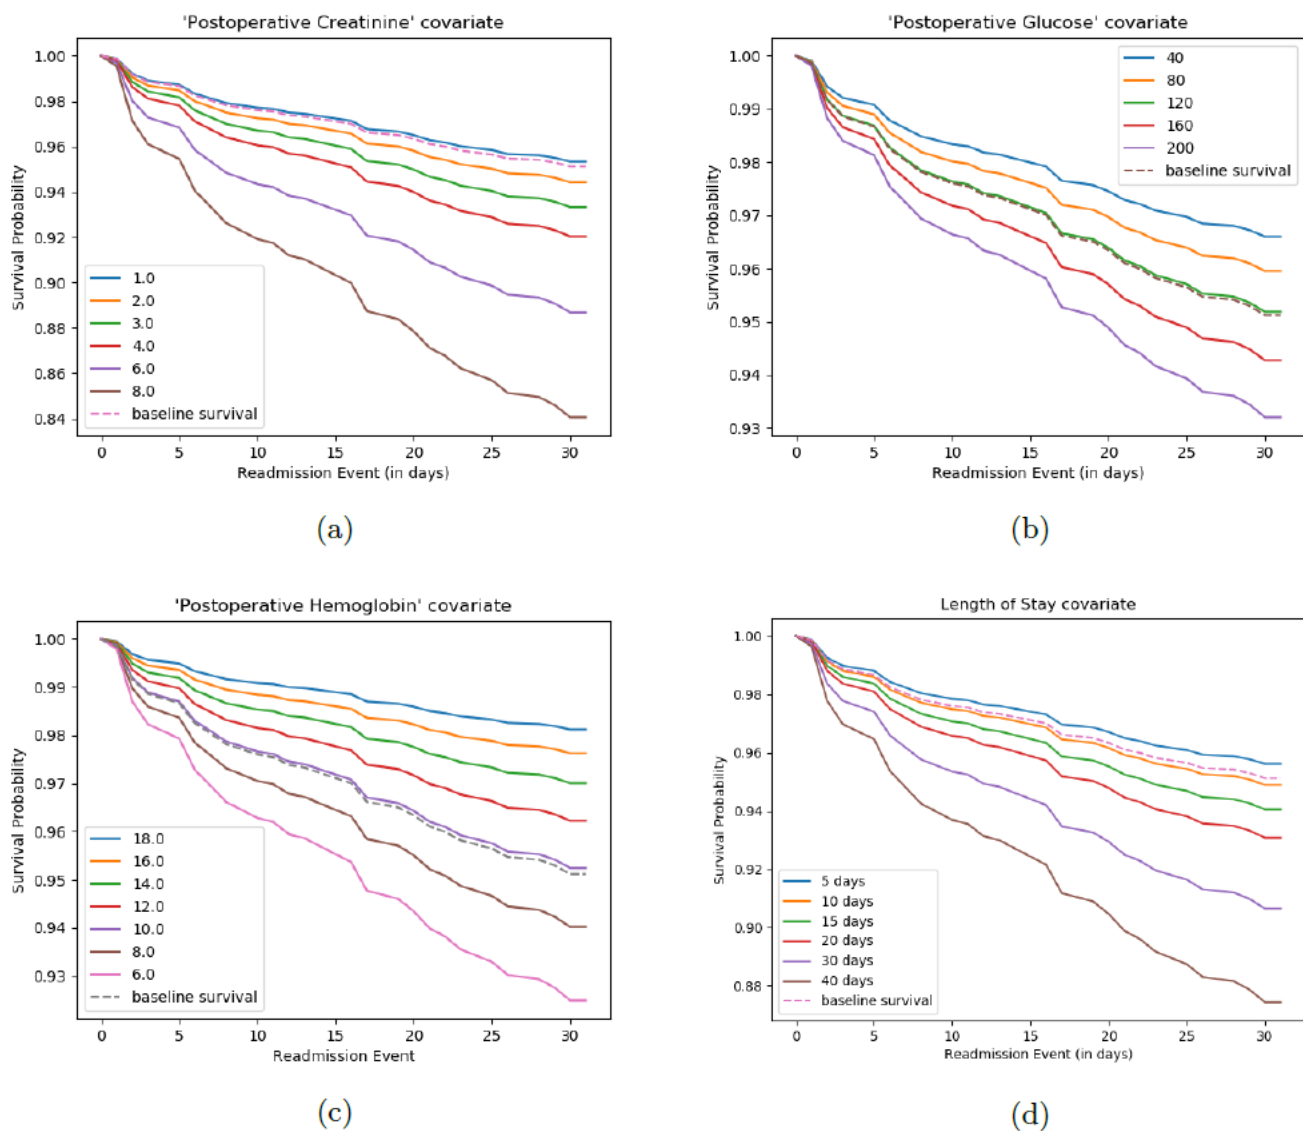 'Postoperative Creatinine' covariate
Survival Probability
1.00
0.98
0.96
0.94
0.92
0.90
0.88
0.86
0.84
1.0
2.0
3.0
4.0
6.0
8.0
baseline survival
0 5 10 15 20 25 30
Readmission Event (in days)
(a)
'Postoperative Glucose' covariate
Survival Probability
1.00
0.99
0.98
0.97
0.96
0.95
0.94
0.93
40
80
120
160
200
baseline survival
0 5 10 15 20 25 30
Readmission Event (in days)
(b)
'Postoperative Hemoglobin' covariate
Survival Probability
1.00
0.99
0.98
0.97
0.96
0.95
0.94
0.93
18.0
16.0
14.0
12.0
10.0
8.0
6.0
baseline survival
0 5 10 15 20 25 30
Readmission Event
(c)
Length of Stay covariate
Survival Probability
1.00
0.98
0.96
0.94
0.92
0.90
0.88
5 days
10 days
15 days
20 days
30 days
40 days
baseline survival
0 5 10 15 20 25 30
Readmission Event (in days)
(d)